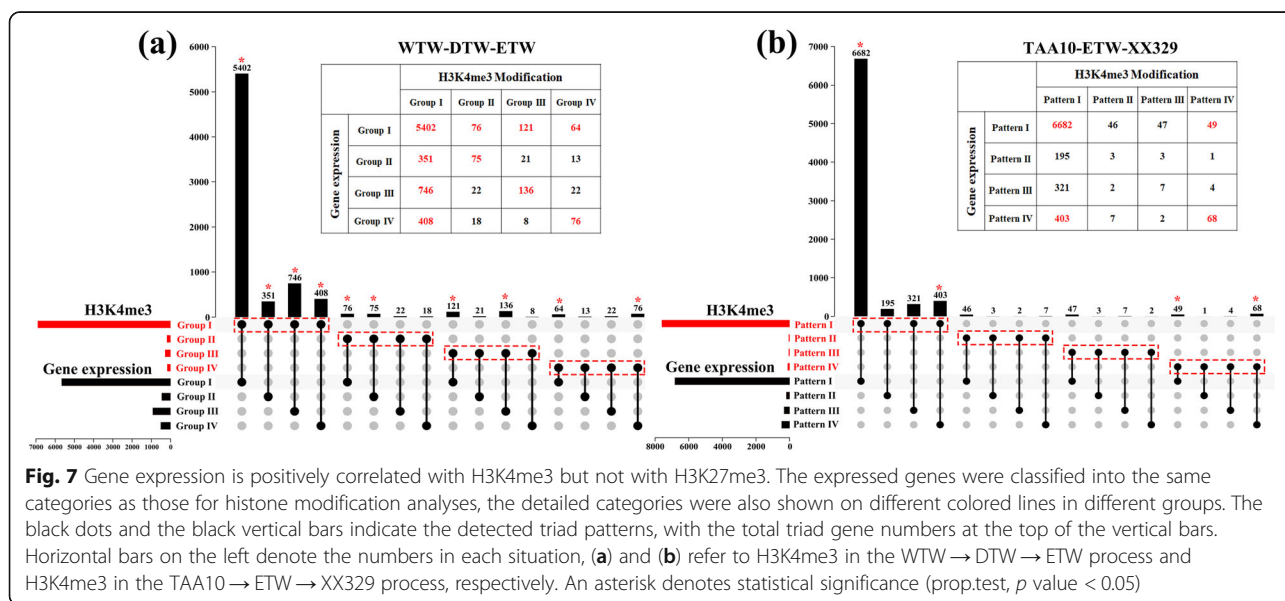 (a)
WTW-DTW-ETW
6000
5000
4000
3000
2000
1000
0
H3K4me3 Modification
Group I Group II Group III Group IV
Gene expression
Group I 5402 76 121 64
Group II 351 75 21 13
Group III 746 22 136 22
Group IV 408 18 8 76
* * * * * * * * * *
5402 351 746 408 76 75 22 18 121 21 136 8 64 13 22 76
H3K4me3
Group I
Group II
Group III
Group IV
Gene expression
Group I
Group II
Group III
Group IV
7000 6000 5000 4000 3000 2000 1000 0
(b)
TAA10-ETW-XX329
7000
6000
5000
4000
3000
2000
1000
0
H3K4me3 Modification
Pattern I Pattern II Pattern III Pattern IV
Gene expression
Pattern I 6682 46 47 49
Pattern II 195 3 3 1
Pattern III 321 2 7 4
Pattern IV 403 7 2 68
* * * *
6682 195 321 403 46 3 2 7 47 3 7 2 49 1 4 68
H3K4me3
Pattern I
Pattern II
Pattern III
Pattern IV
Gene expression
Pattern I
Pattern II
Pattern III
Pattern IV
8000 6000 4000 2000 0
Fig. 7 Gene expression is positively correlated with H3K4me3 but not with H3K27me3. The expressed genes were classified into the same
categories as those for histone modification analyses, the detailed categories were also shown on different colored lines in different groups. The
black dots and the black vertical bars indicate the detected triad patterns, with the total triad gene numbers at the top of the vertical bars.
Horizontal bars on the left denote the numbers in each situation, (a) and (b) refer to H3K4me3 in the WTW → DTW → ETW process and
H3K4me3 in the TAA10 → ETW → XX329 process, respectively. An asterisk denotes statistical significance (prop.test, p value < 0.05)